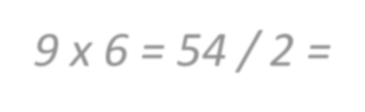 9 x 6 = 54 / 2 =